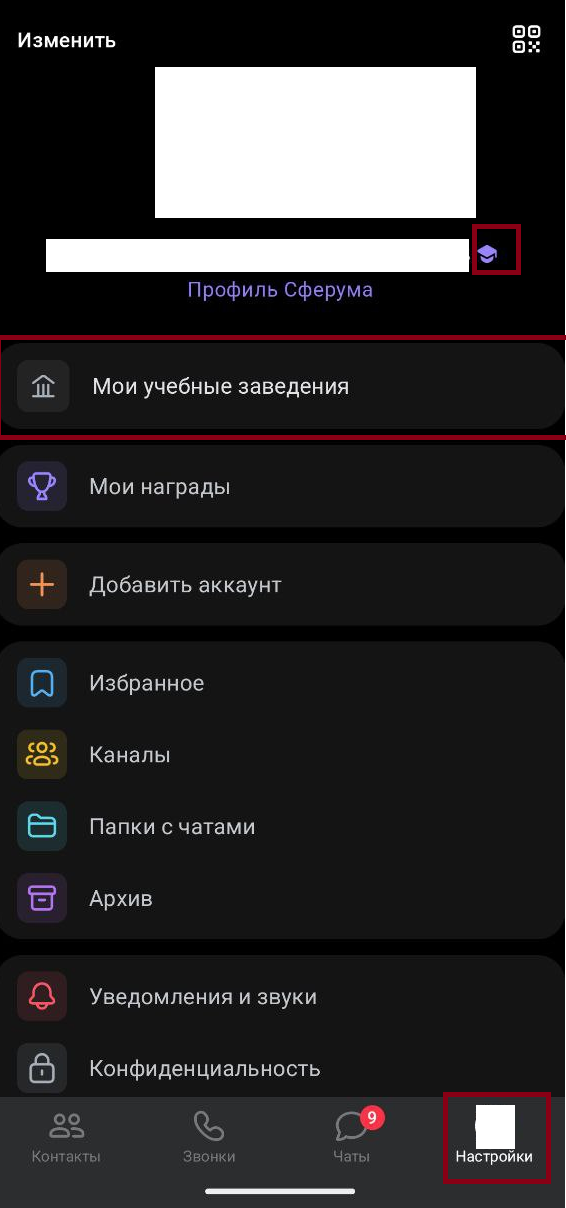 Изменить
Профиль Сферума
Мои учебные заведения
Мои награды
Добавить аккаунт
Избранное
Каналы
Папки с чатами
Архив
Уведомления и звуки
Конфиденциальность
9
Контакты
Звонки
Чаты
Настройки